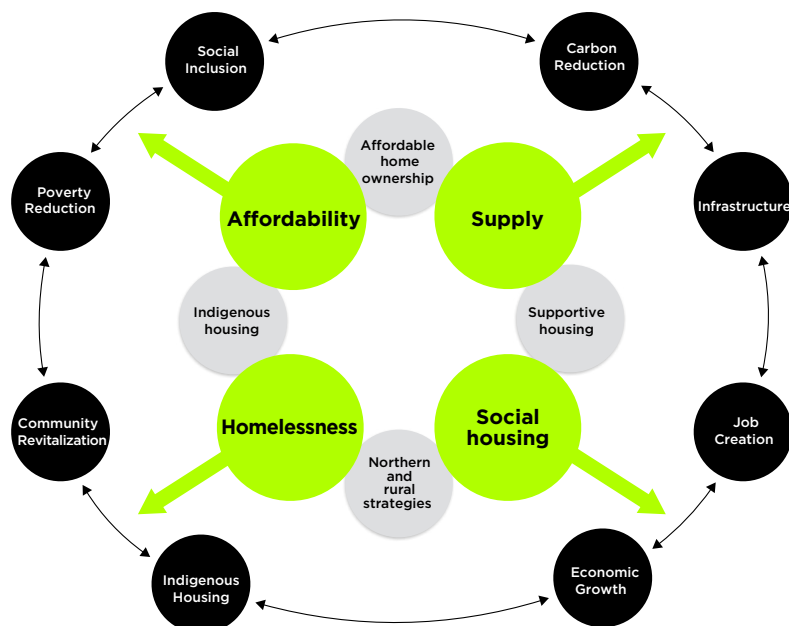 Social
Inclusion
Carbon
Reduction
Affordable
home
ownership
Poverty
Reduction
Affordability
Supply
Infrastructure
Indigenous
housing
Supportive
housing
Community
Revitalization
Homelessness
Social
housing
Job
Creation
Northern
and
rural
strategies
Indigenous
Housing
Economic
Growth